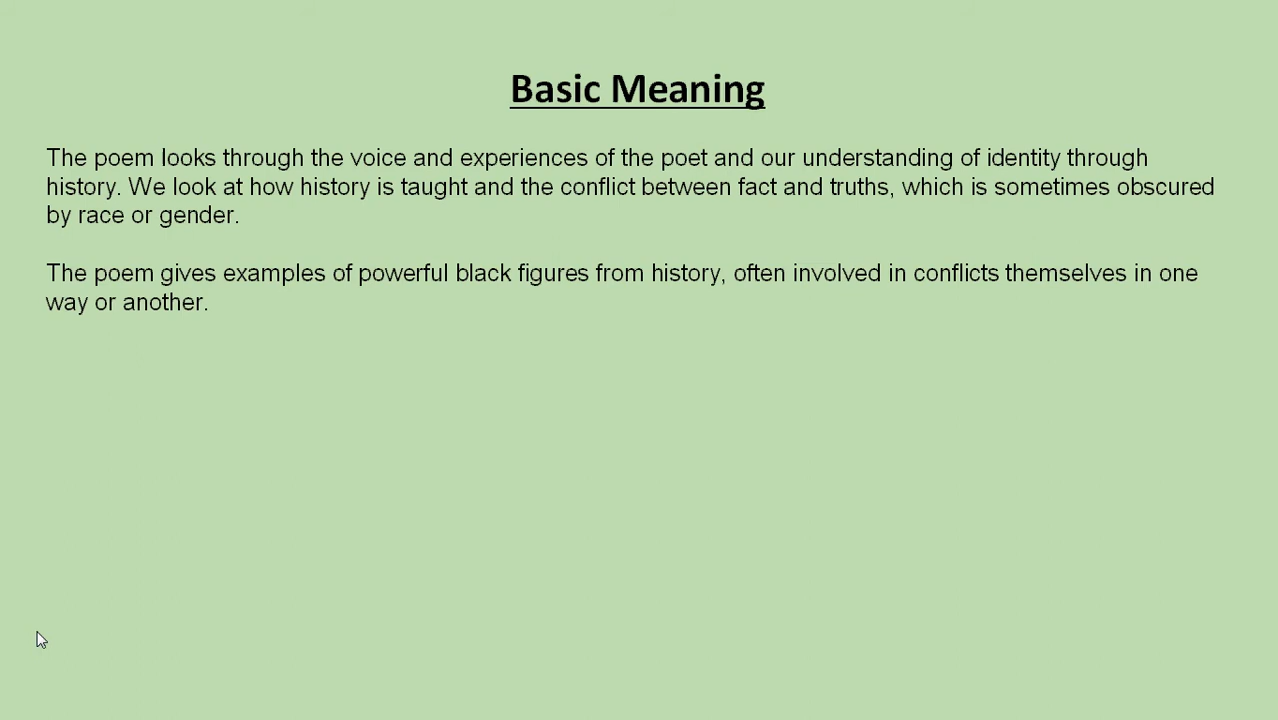 Basic Meaning
The poem looks through the voice and experiences of the poet and our understanding of identity through
history. We look at how history is taught and the conflict between fact and truths, which is sometimes obscured
by race or gender.
The poem gives examples of powerful black figures from history, often involved in conflicts themselves in one
way or another.